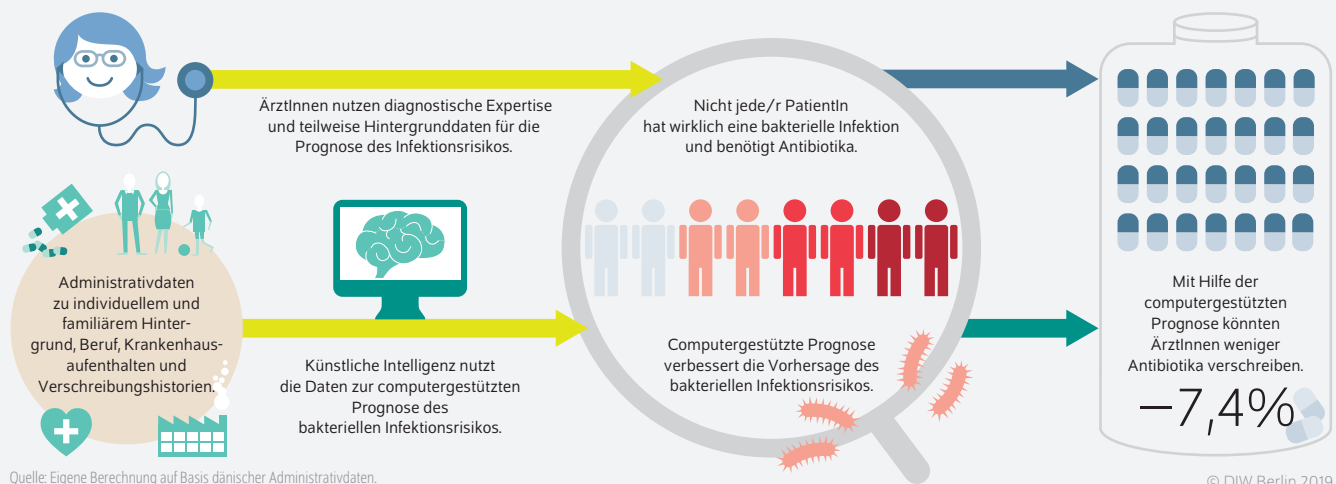 ÄrztInnen nutzen diagnostische Expertise
und teilweise Hintergrunddaten für die
Prognose des Infektionsrisikos.
Nicht jede/r PatientIn
hat wirklich eine bakterielle Infektion
und benötigt Antibiotika.
Administrativdaten
zu individuellem und
familiärem Hinter-
grund, Beruf, Krankenhaus-
aufenthalten und
Verschreibungshistorien.
Künstliche Intelligenz nutzt
die Daten zur computergestützten
Prognose des
bakteriellen Infektionsrisikos.
Computergestützte Prognose
verbessert die Vorhersage des
bakteriellen Infektionsrisikos.
Mit Hilfe der
computergestützten
Prognose könnten
ÄrztInnen weniger
Antibiotika verschreiben.
−7,4%
Quelle: Eigene Berechnung auf Basis dänischer Administrativdaten.
© DIW Berlin 2019